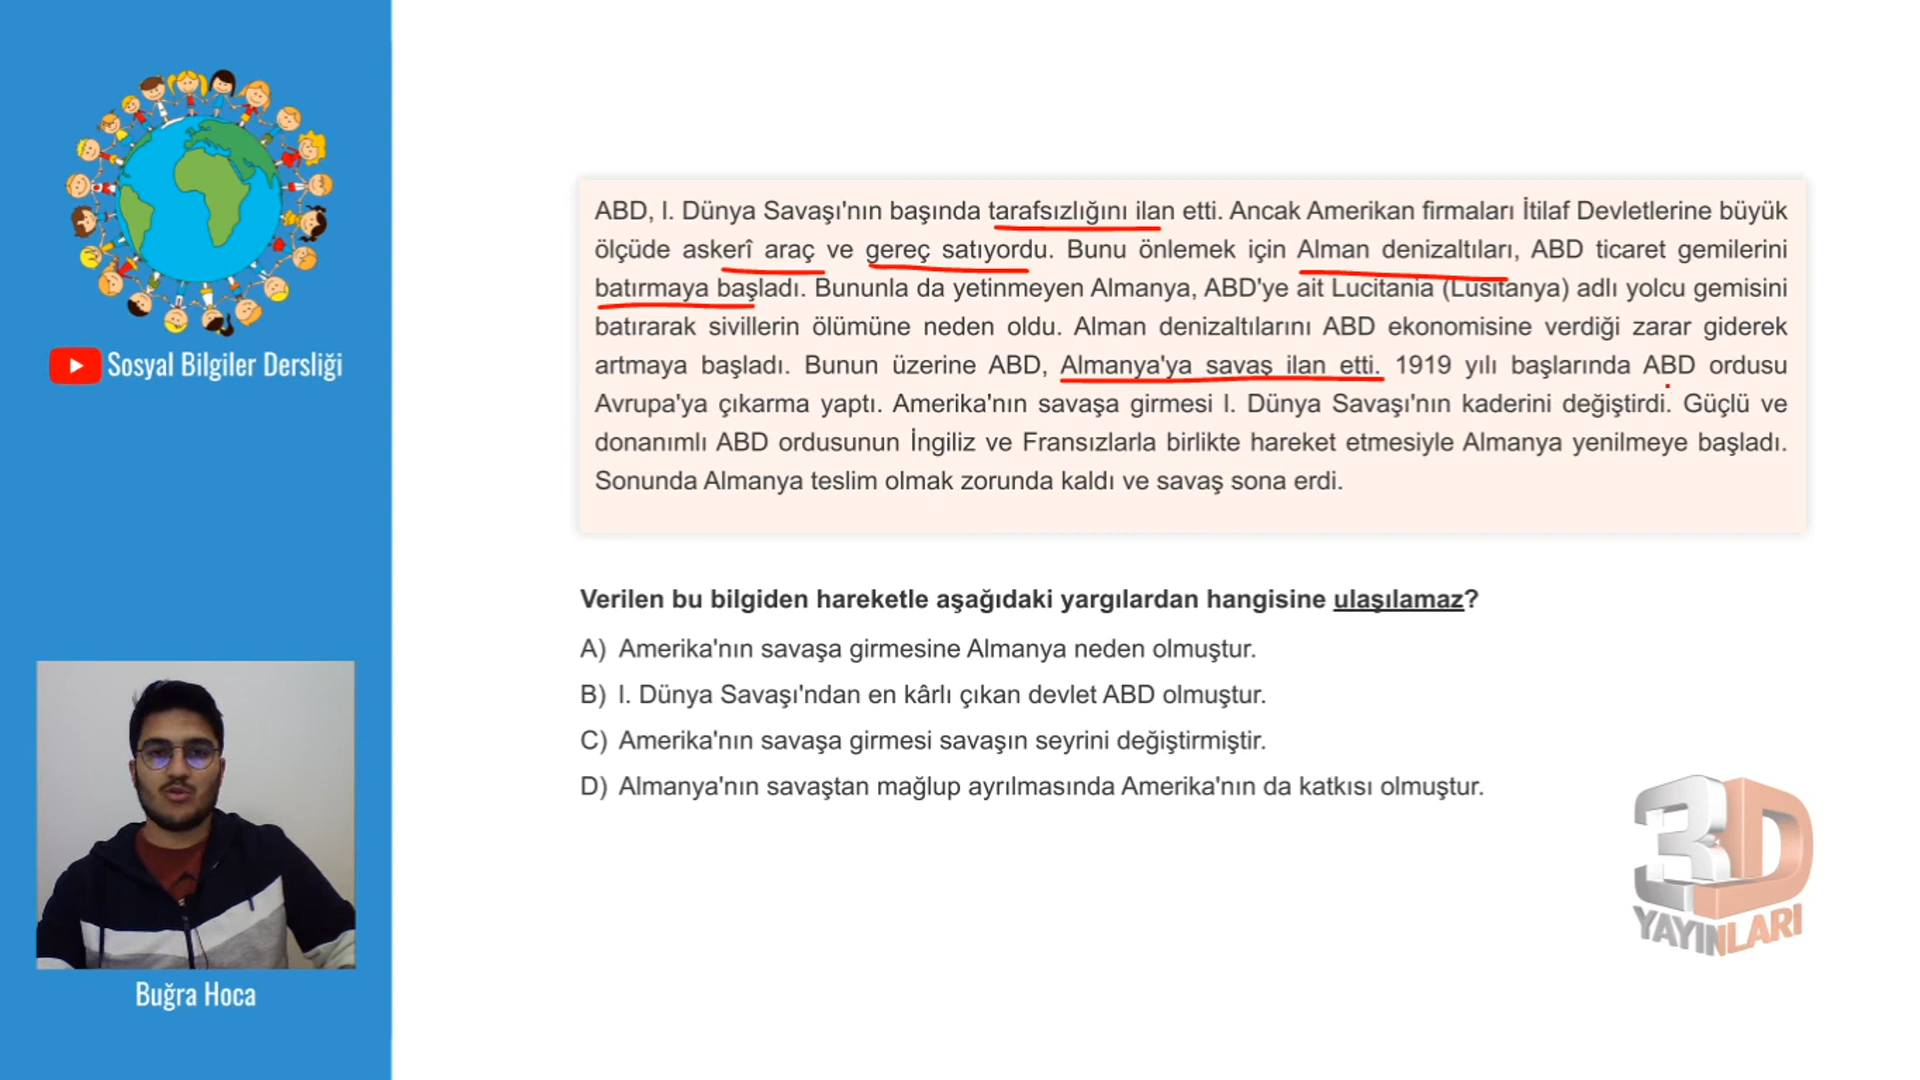 Sosyal Bilgiler Dersliği
Buğra Hoca
ABD, I. Dünya Savaşı'nın başında tarafsızlığını ilan etti. Ancak Amerikan firmaları İtilaf Devletlerine büyük
ölçüde askerî araç ve gereç satıyordu. Bunu önlemek için Alman denizaltıları, ABD ticaret gemilerini
batırmaya başladı. Bununla da yetinmeyen Almanya, ABD'ye ait Lucitania (Lusitanya) adlı yolcu gemisini
batırarak sivillerin ölümüne neden oldu. Alman denizaltılarını ABD ekonomisine verdiği zarar giderek
artmaya başladı. Bunun üzerine ABD, Almanya'ya savaş ilan etti. 1919 yılı başlarında ABD ordusu
Avrupa'ya çıkarma yaptı. Amerika'nın savaşa girmesi I. Dünya Savaşı'nın kaderini değiştirdi. Güçlü ve
donanımlı ABD ordusunun İngiliz ve Fransızlarla birlikte hareket etmesiyle Almanya yenilmeye başladı.
Sonunda Almanya teslim olmak zorunda kaldı ve savaş sona erdi.
Verilen bu bilgiden hareketle aşağıdaki yargılardan hangisine ulaşılamaz?
A) Amerika'nın savaşa girmesine Almanya neden olmuştur.
B) I. Dünya Savaşı'ndan en kârlı çıkan devlet ABD olmuştur.
C) Amerika'nın savaşa girmesi savaşın seyrini değiştirmiştir.
D) Almanya'nın savaştan mağlup ayrılmasında Amerika'nın da katkısı olmuştur.
3D
YAYINLARI